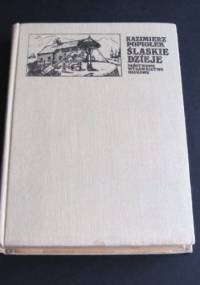 KAZIMIERZ
POPIOŁEK
ŚLĄSKIE
DZIEJE
PAŃSTWOWE
WYDAWNICTWO
NAUKOWE